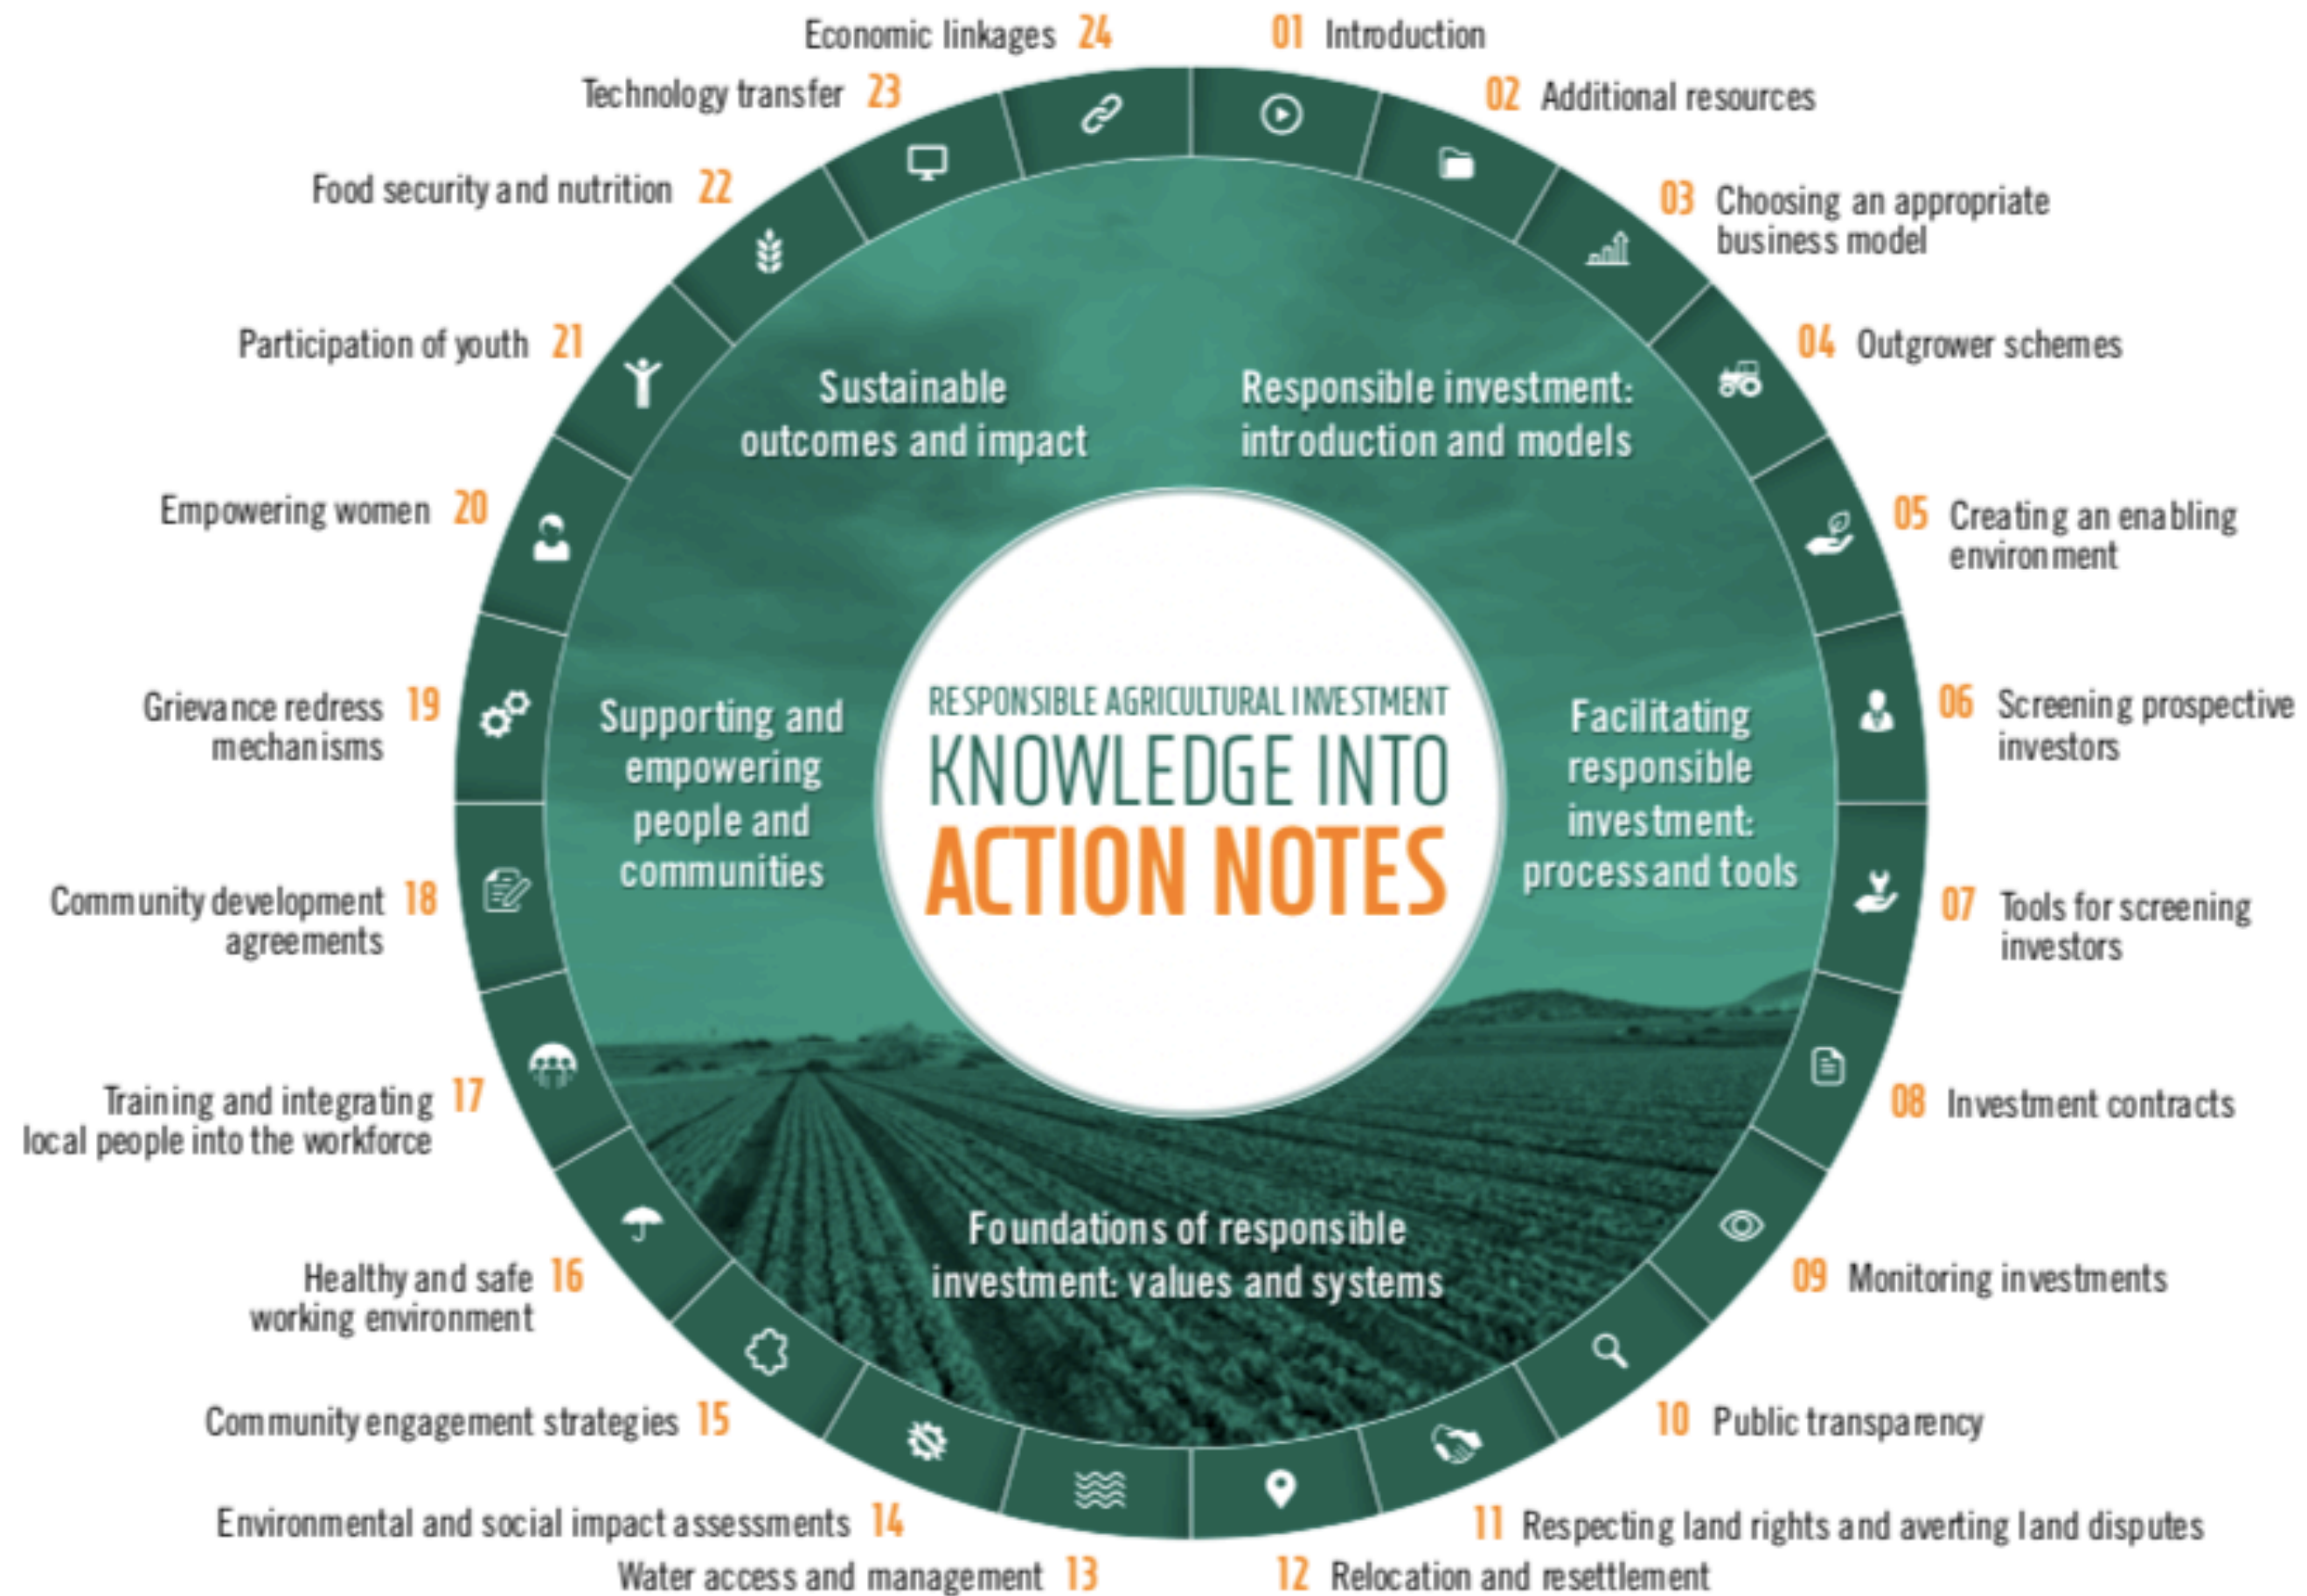 01 Introduction
02 Additional resources
03 Choosing an appropriate
business model
04 Outgrower schemes
05 Creating an enabling
environment
06 Screening prospective
investors
07 Tools for screening
investors
08 Investment contracts
09 Monitoring investments
10 Public transparency
11 Respecting land rights and averting land disputes
12 Relocation and resettlement
Water access and management 13
Environmental and social impact assessments 14
Community engagement strategies 15
Healthy and safe 16
working environment
Training and integrating 17
local people into the workforce
Community development 18
agreements
Grievance redress 19
mechanisms
Empowering women 20
Participation of youth 21
Food security and nutrition 22
Technology transfer 23
Economic linkages 24
Responsible investment:
introduction and models
Facilitating
responsible
investment:
process and tools
Foundations of responsible
investment: values and systems
Supporting and
empowering
people and
communities
Sustainable
outcomes and impact
RESPONSIBLE AGRICULTURAL INVESTMENT
KNOWLEDGE INTO
ACTION NOTES